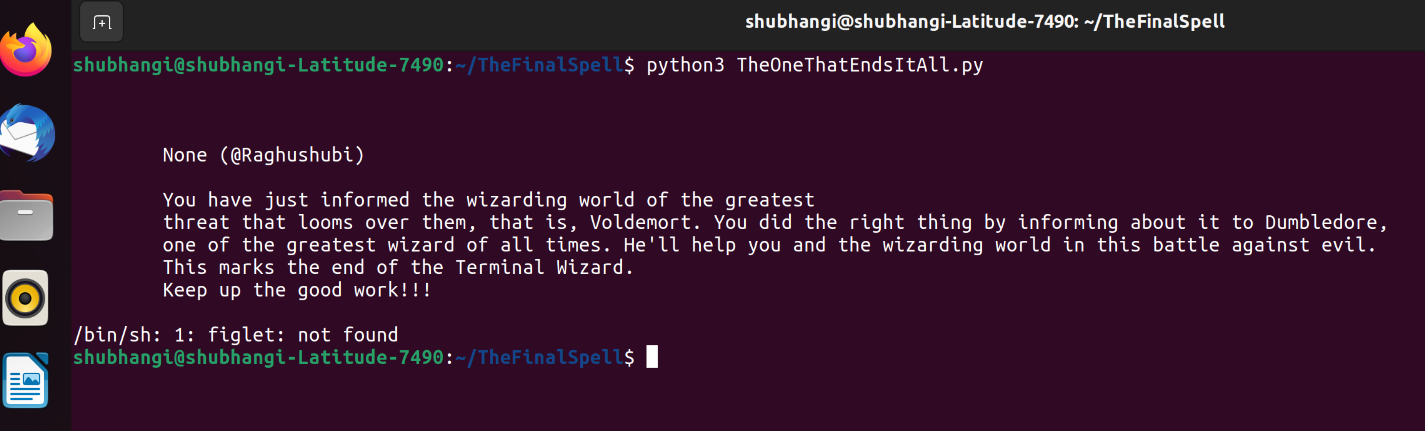 shubhangi@shubhangi-Latitude-7490: ~/TheFinalSpell
shubhangi@shubhangi-Latitude-7490:~/TheFinalSpell$ python3 TheOneThatEndsItAll.py
None (@Raghushubi)
You have just informed the wizarding world of the greatest
threat that looms over them, that is, Voldemort. You did the right thing by informing about it to Dumbledore,
one of the greatest wizard of all times. He'll help you and the wizarding world in this battle against evil.
This marks the end of the Terminal Wizard.
Keep up the good work!!!
/bin/sh: 1: figlet: not found
shubhangi@shubhangi-Latitude-7490:~/TheFinalSpell$